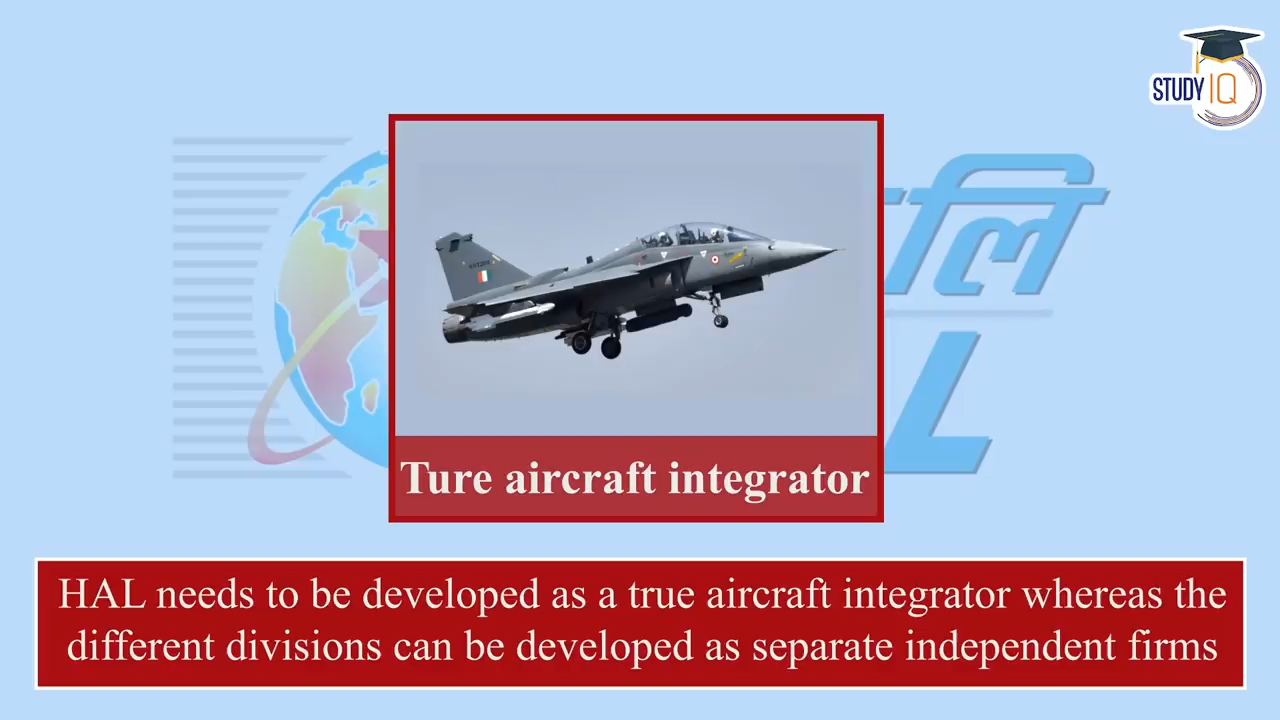 STUDY IQ
लि
L
Ture aircraft integrator
HAL needs to be developed as a true aircraft integrator whereas the
different divisions can be developed as separate independent firms